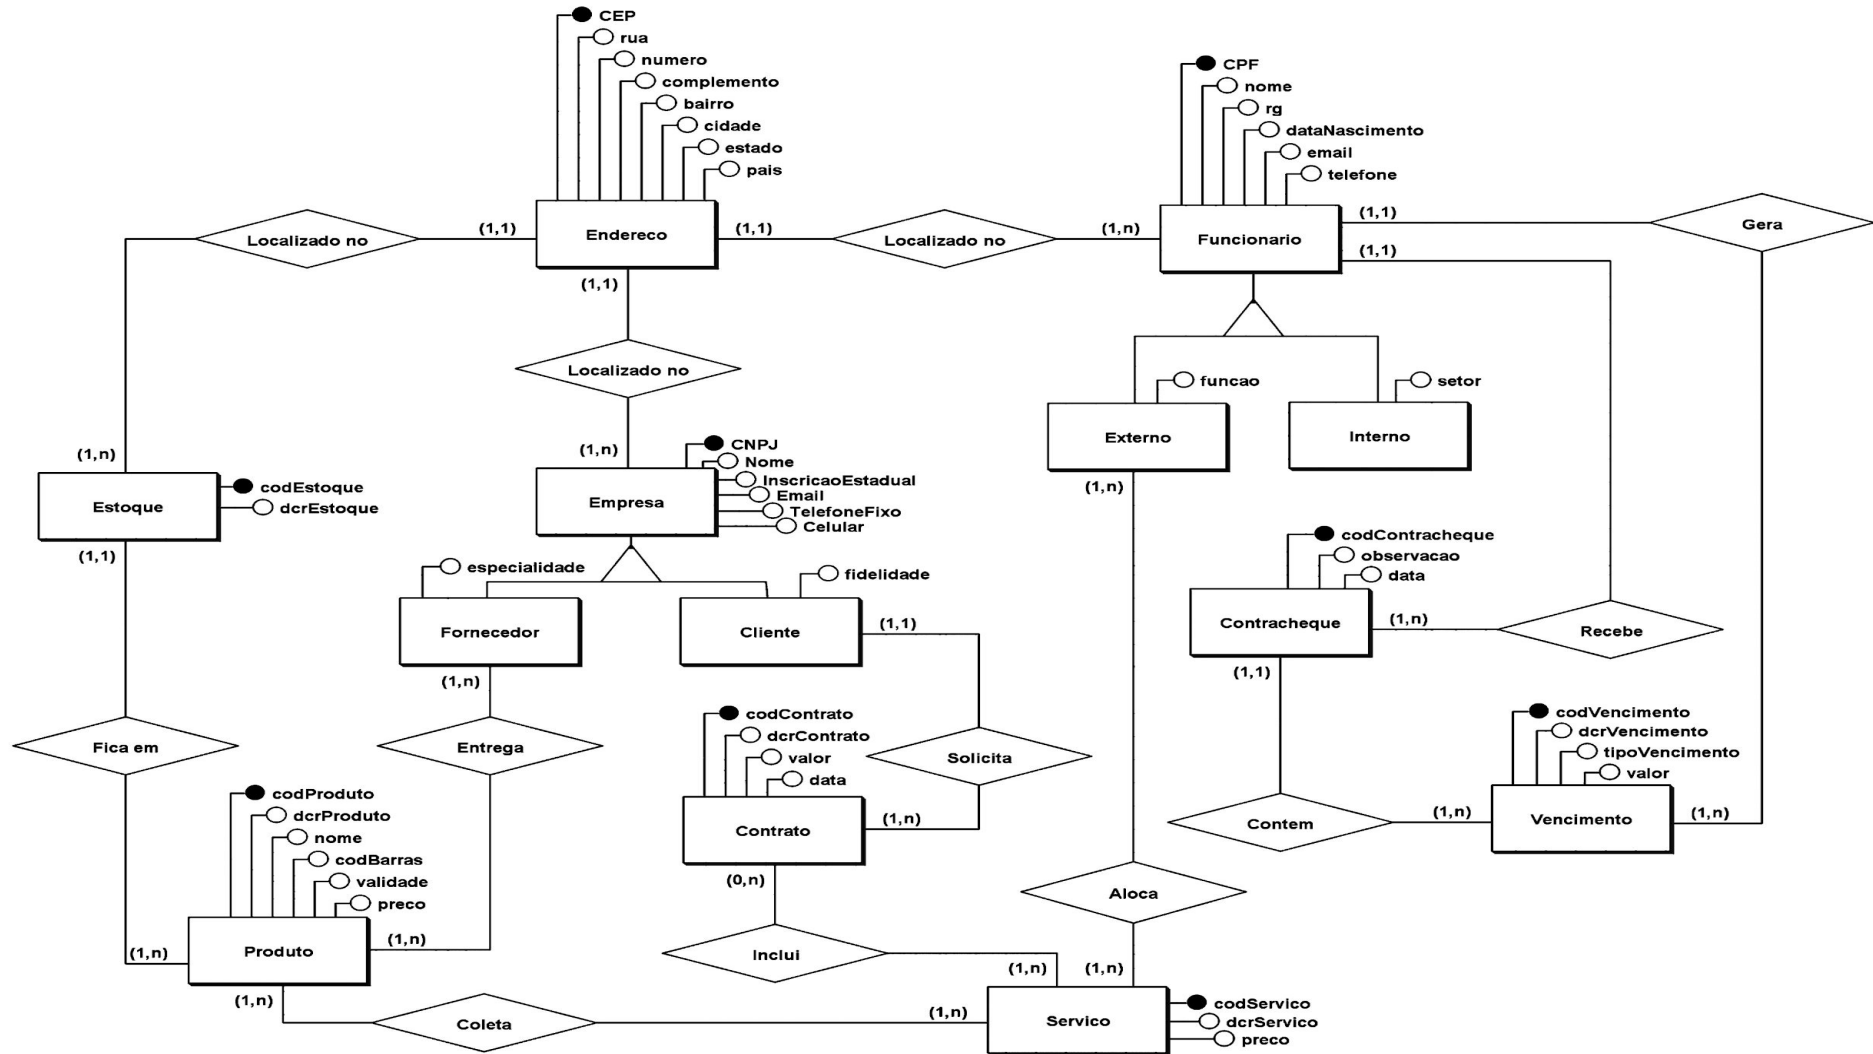 CEP
rua
numero
complemento
bairro
cidade
estado
pais
CPF
nome
rg
dataNascimento
email
telefone
Localizado no
(1,1)
Endereco
(1,1)
Localizado no
(1,n)
Funcionario
(1,1)
Gera
(1,1)
(1,1)
Localizado no
funcao
setor
Externo
Interno
(1,n)
(1,n)
CNPJ
Nome
InscricaoEstadual
Email
TelefoneFixo
Celular
Empresa
Estoque
codEstoque
dcrEstoque
(1,1)
(1,n)
codContracheque
observacao
data
especialidade
fidelidade
Fornecedor
Cliente
(1,1)
Contracheque
(1,n)
Recebe
(1,n)
(1,1)
codContrato
dcrContrato
valor
data
codVencimento
dcrVencimento
tipoVencimento
valor
Fica em
Entrega
Solicita
codProduto
dcrProduto
nome
codBarras
validade
preco
Contrato
(1,n)
Contem
(1,n)
Vencimento
(1,n)
(0,n)
Aloca
(1,n)
Produto
(1,n)
Inclui
(1,n)
(1,n)
(1,n)
Coleta
(1,n)
Servico
codServico
dcrServico
preco